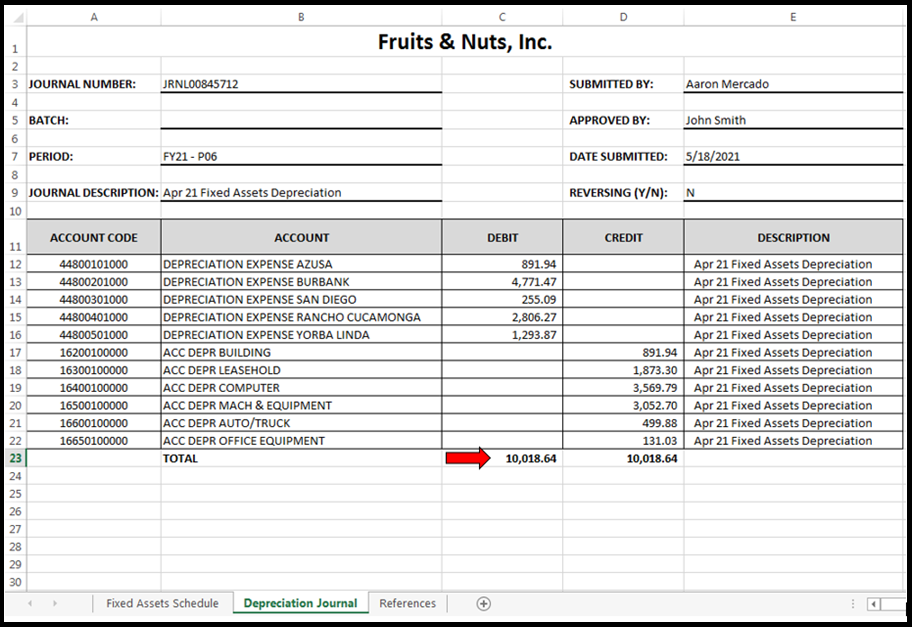 A B C D E
1 Fruits & Nuts, Inc.
2
3 JOURNAL NUMBER: JRNL00845712 SUBMITTED BY: Aaron Mercado
4
5 BATCH: APPROVED BY: John Smith
6
7 PERIOD: FY21 - P06 DATE SUBMITTED: 5/18/2021
8
9 JOURNAL DESCRIPTION: Apr 21 Fixed Assets Depreciation REVERSING (Y/N): N
10
11 ACCOUNT CODE ACCOUNT DEBIT CREDIT DESCRIPTION
12 44800101000 DEPRECIATION EXPENSE AZUSA 891.94 Apr 21 Fixed Assets Depreciation
13 44800201000 DEPRECIATION EXPENSE BURBANK 4,771.47 Apr 21 Fixed Assets Depreciation
14 44800301000 DEPRECIATION EXPENSE SAN DIEGO 255.09 Apr 21 Fixed Assets Depreciation
15 44800401000 DEPRECIATION EXPENSE RANCHO CUCAMONGA 2,806.27 Apr 21 Fixed Assets Depreciation
16 44800501000 DEPRECIATION EXPENSE YORBA LINDA 1,293.87 Apr 21 Fixed Assets Depreciation
17 16200100000 ACC DEPR BUILDING 891.94 Apr 21 Fixed Assets Depreciation
18 16300100000 ACC DEPR LEASEHOLD 1,873.30 Apr 21 Fixed Assets Depreciation
19 16400100000 ACC DEPR COMPUTER 3,569.79 Apr 21 Fixed Assets Depreciation
20 16500100000 ACC DEPR MACH & EQUIPMENT 3,052.70 Apr 21 Fixed Assets Depreciation
21 16600100000 ACC DEPR AUTO/TRUCK 499.88 Apr 21 Fixed Assets Depreciation
22 16650100000 ACC DEPR OFFICE EQUIPMENT 131.03 Apr 21 Fixed Assets Depreciation
23 TOTAL 10,018.64 10,018.64
24
25
26
27
28
29
30
Fixed Assets Schedule Depreciation Journal References